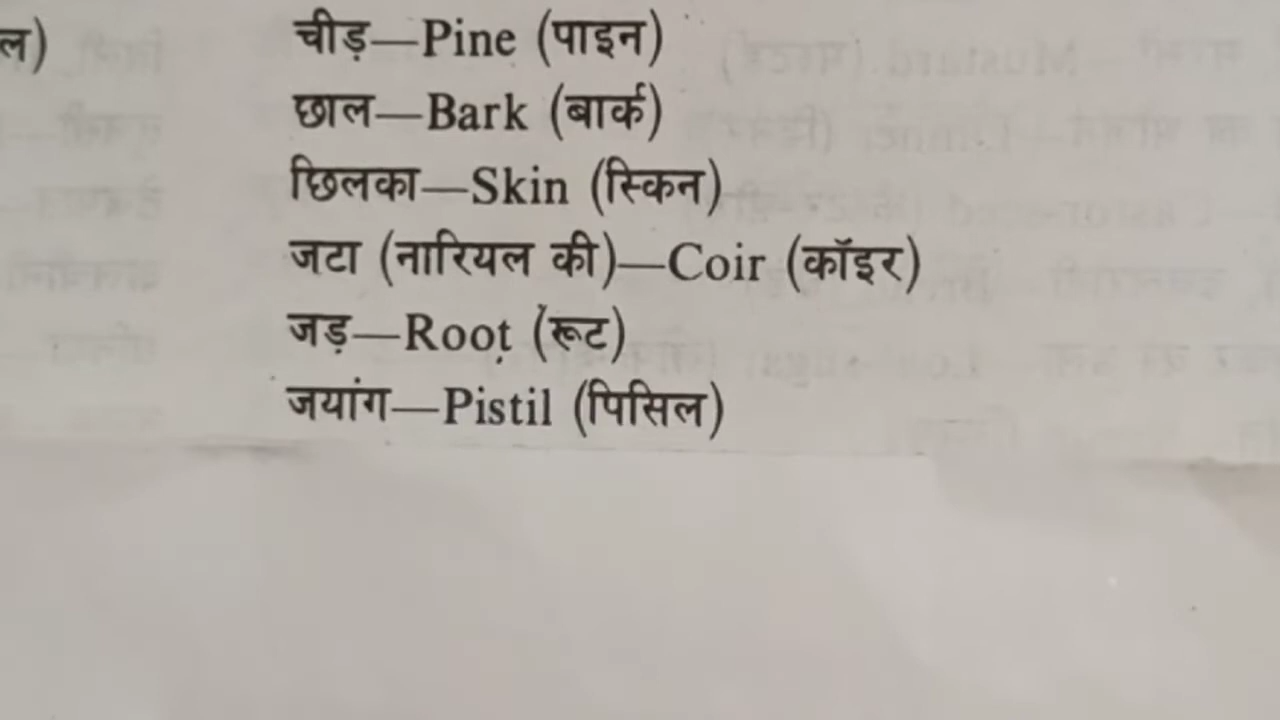 ल)
चीड़—Pine (पाइन)
छाल—Bark (बार्क)
छिलका—Skin (स्किन)
जटा (नारियल की)—Coir (कॉइर)
जड़—Root (रूट)
जयांग—Pistil (पिसिल)